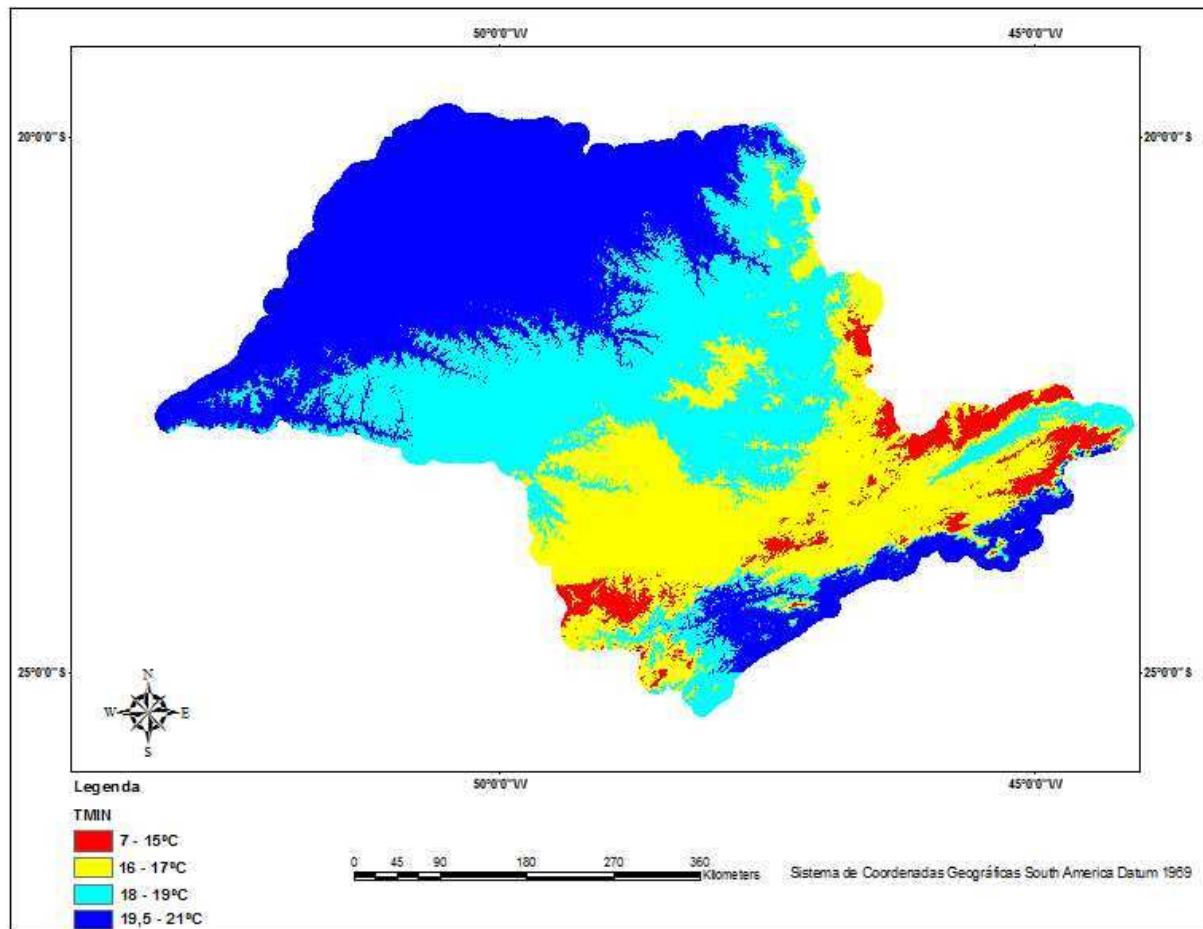 50°0'0"W 45°0'0"W
20°0'0"S 20°0'0"S
25°0'0"S 25°0'0"S
N
W E
S
50°0'0"W 45°0'0"W
Legenda
TMIN
7 - 15ºC
16 - 17ºC
18 - 19ºC
19,5 - 21ºC
0 45 90 180 270 360
Kilometers
Sistema de Coordenadas Geográficas South America Datum 1969